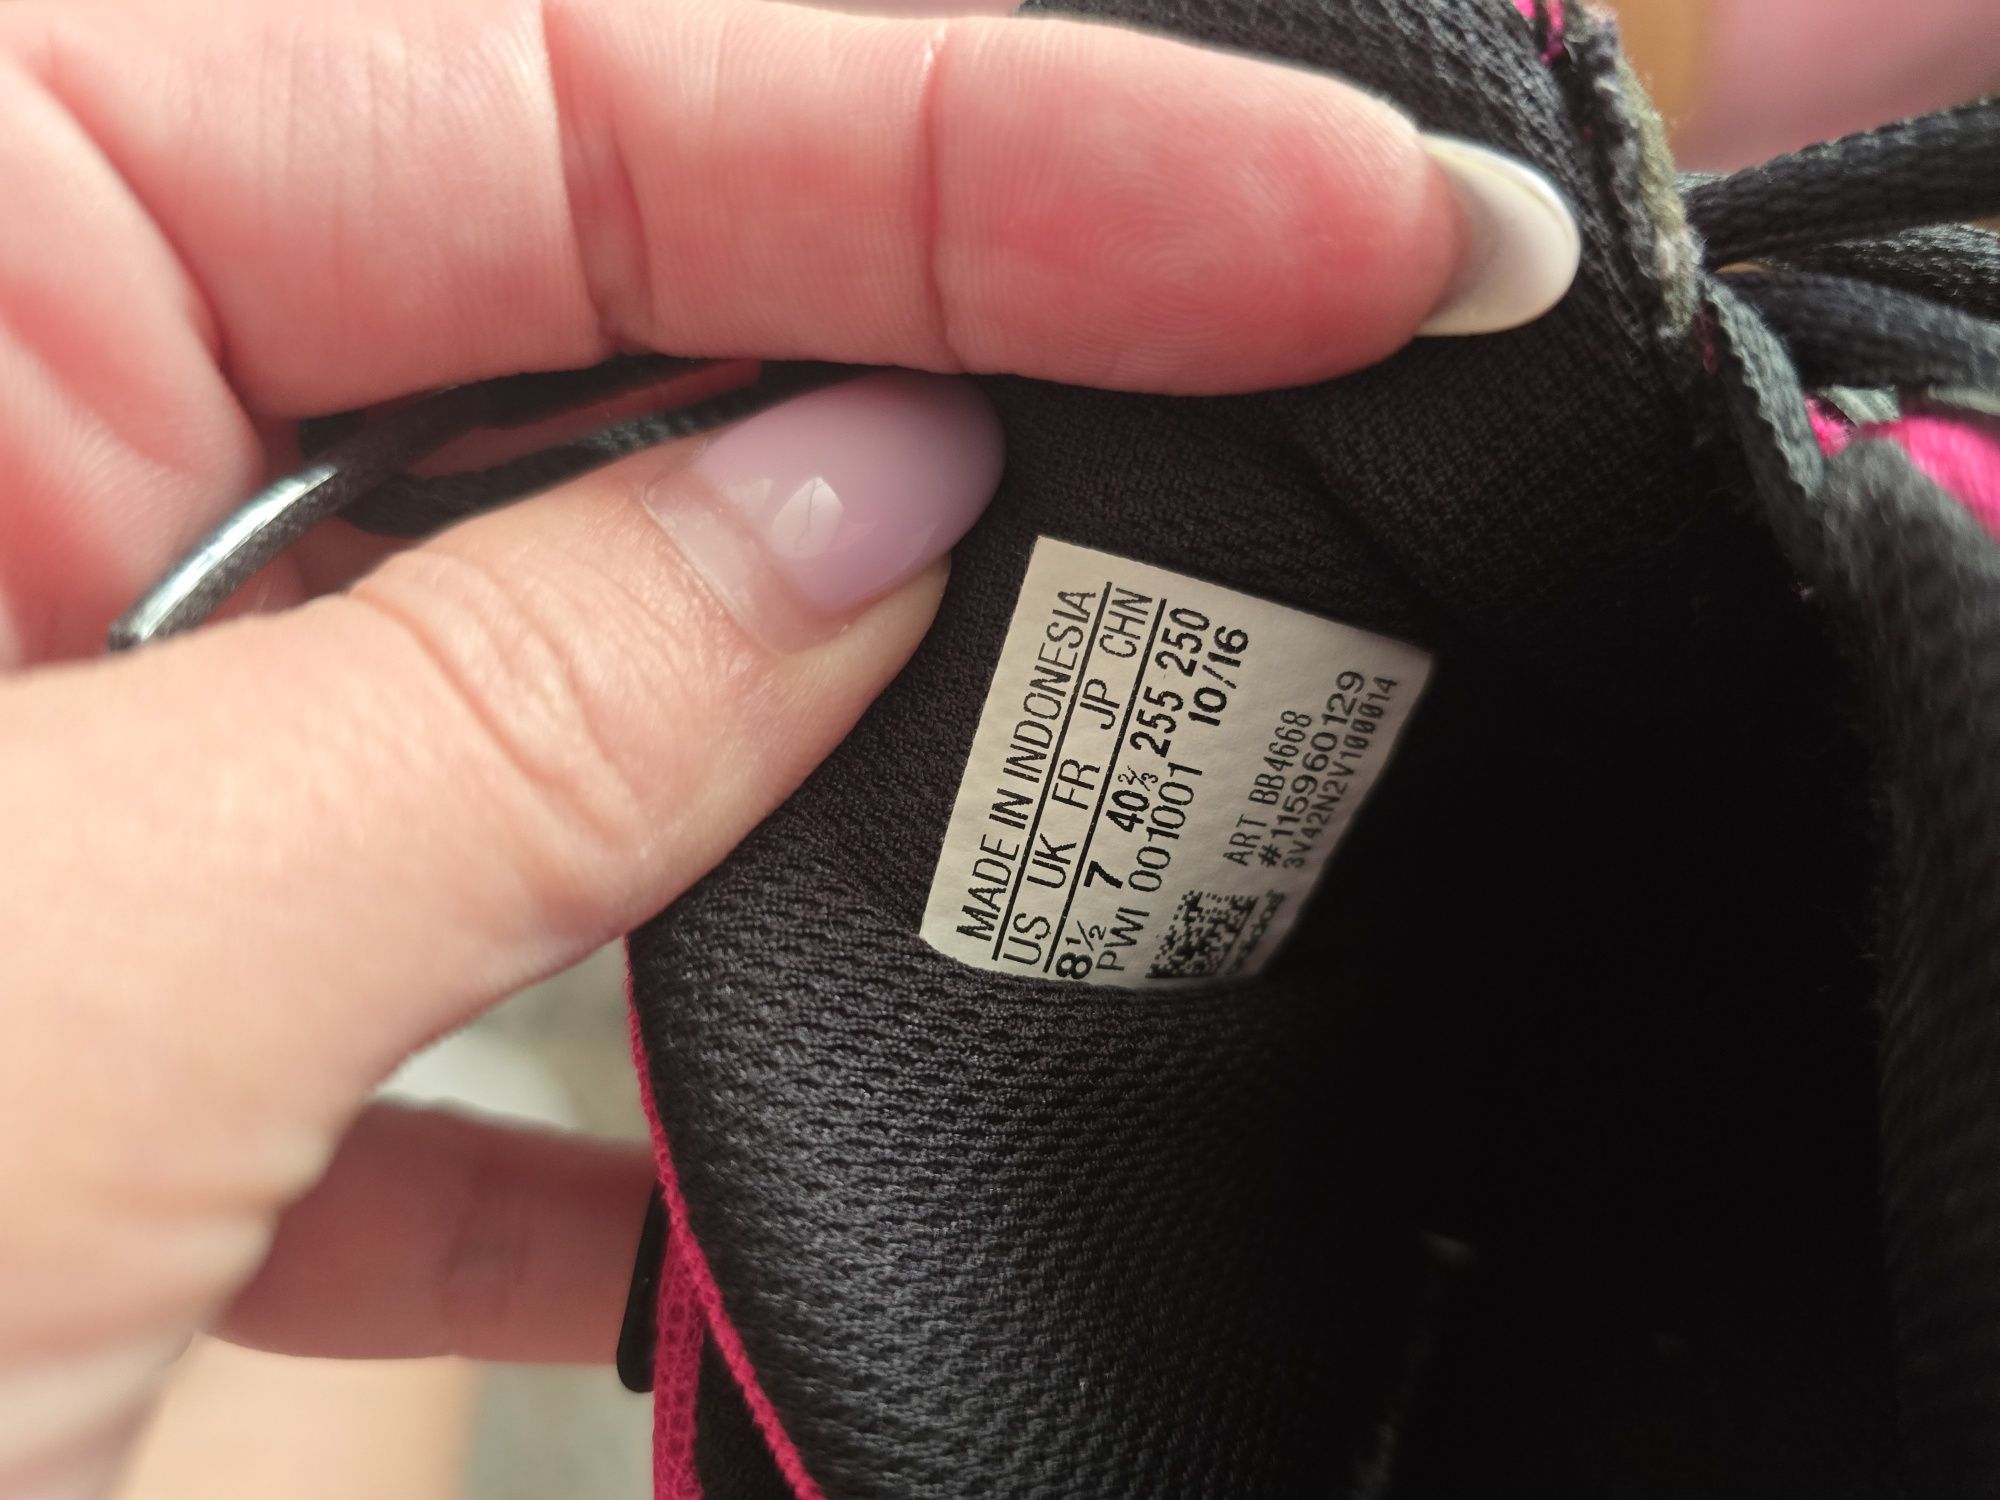 MADE IN INDONESIA
US UK FR JP CHN
8½ 7 40⅔ 255 250
PWI 001001 10/16
ART BB4668
#115960129
3V42N2V100014
adidas